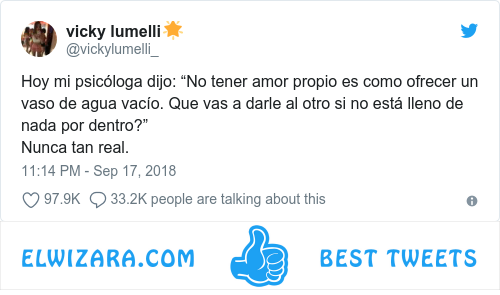 vicky lumelli🌟
@vickylumelli_
Hoy mi psicóloga dijo: “No tener amor propio es como ofrecer un
vaso de agua vacío. Que vas a darle al otro si no está lleno de
nada por dentro?”
Nunca tan real.
11:14 PM - Sep 17, 2018
97.9K 33.2K people are talking about this
ELWIZARA.COM BEST TWEETS